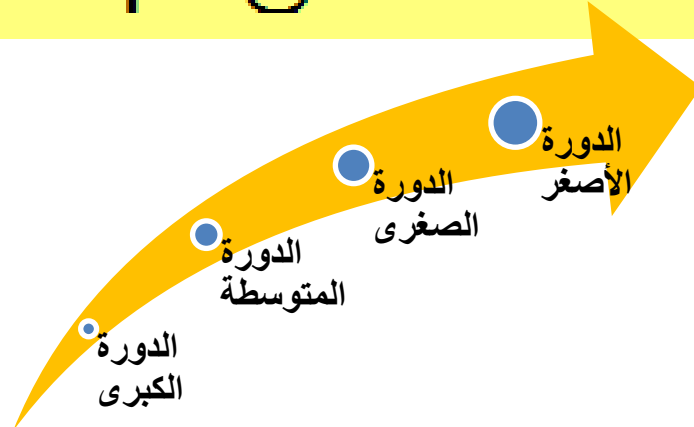 الدورة
الأصغر
الدورة
الصغرى
الدورة
المتوسطة
الدورة
الكبرى